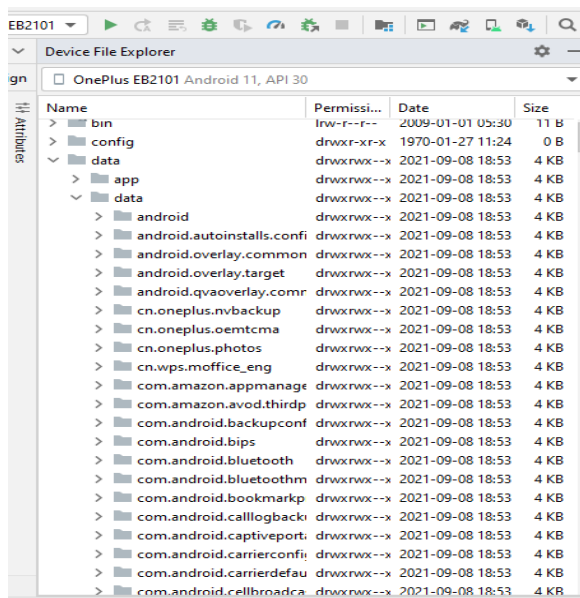 EB2101
Device File Explorer
ign
OnePlus EB2101 Android 11, API 30
Attributes
Name Permissi... Date Size
bin lrw-r--r-- 2009-01-01 05:30 11 B
config drwxr-xr-x 1970-01-27 11:24 0 B
data drwxrwx--x 2021-09-08 18:53 4 KB
app drwxrwx--x 2021-09-08 18:53 4 KB
data drwxrwx--x 2021-09-08 18:53 4 KB
android drwxrwx--x 2021-09-08 18:53 4 KB
android.autoinstalls.confi drwxrwx--x 2021-09-08 18:53 4 KB
android.overlay.common drwxrwx--x 2021-09-08 18:53 4 KB
android.overlay.target drwxrwx--x 2021-09-08 18:53 4 KB
android.qvaoverlay.comr drwxrwx--x 2021-09-08 18:53 4 KB
cn.oneplus.nvbackup drwxrwx--x 2021-09-08 18:53 4 KB
cn.oneplus.oemtcma drwxrwx--x 2021-09-08 18:53 4 KB
cn.oneplus.photos drwxrwx--x 2021-09-08 18:53 4 KB
cn.wps.moffice_eng drwxrwx--x 2021-09-08 18:53 4 KB
com.amazon.appmanage drwxrwx--x 2021-09-08 18:53 4 KB
com.amazon.avod.thirdp drwxrwx--x 2021-09-08 18:53 4 KB
com.android.backupconf drwxrwx--x 2021-09-08 18:53 4 KB
com.android.bips drwxrwx--x 2021-09-08 18:53 4 KB
com.android.bluetooth drwxrwx--x 2021-09-08 18:53 4 KB
com.android.bluetoothm drwxrwx--x 2021-09-08 18:53 4 KB
com.android.bookmarkp drwxrwx--x 2021-09-08 18:53 4 KB
com.android.calllogback drwxrwx--x 2021-09-08 18:53 4 KB
com.android.captiveport drwxrwx--x 2021-09-08 18:53 4 KB
com.android.carrierconfi drwxrwx--x 2021-09-08 18:53 4 KB
com.android.carrierdefau drwxrwx--x 2021-09-08 18:53 4 KB
com.android.cellbroadca drwxrwx--x 2021-09-08 18:53 4 KB